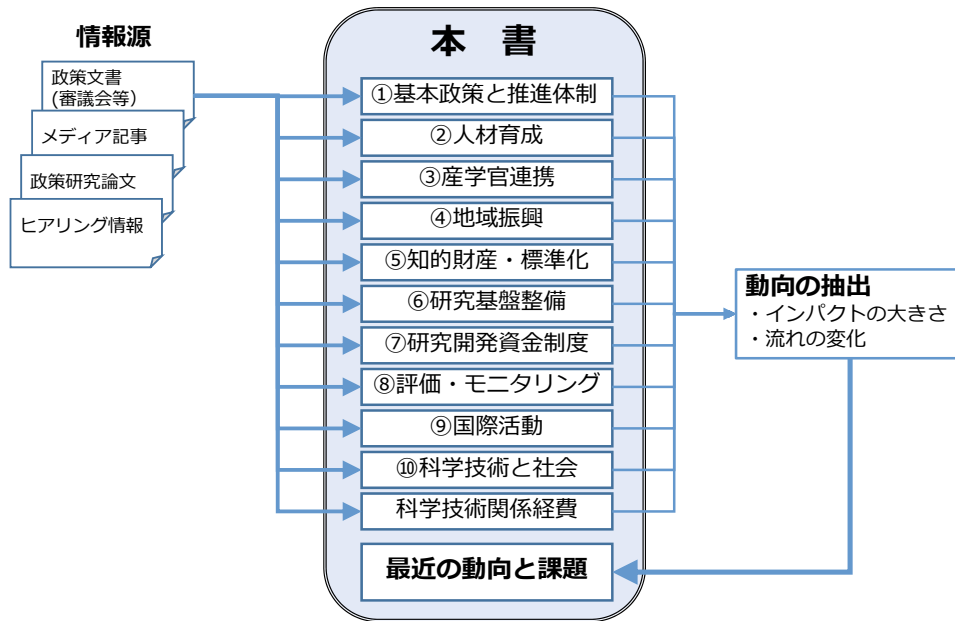 情報源
政策文書
(審議会等)
メディア記事
政策研究論文
ヒアリング情報
本　書
①基本政策と推進体制
②人材育成
③産学官連携
④地域振興
⑤知的財産・標準化
⑥研究基盤整備
⑦研究開発資金制度
⑧評価・モニタリング
⑨国際活動
⑩科学技術と社会
科学技術関係経費
最近の動向と課題
動向の抽出
・インパクトの大きさ
・流れの変化